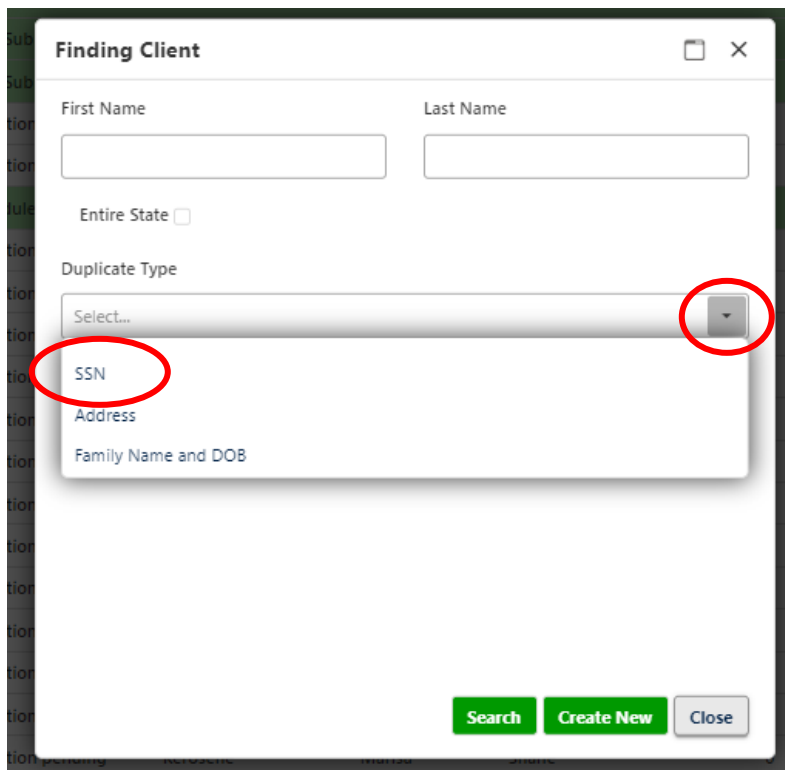 Finding Client
First Name Last Name
Entire State
Duplicate Type
Select...
SSN
Address
Family Name and DOB
Search Create New Close